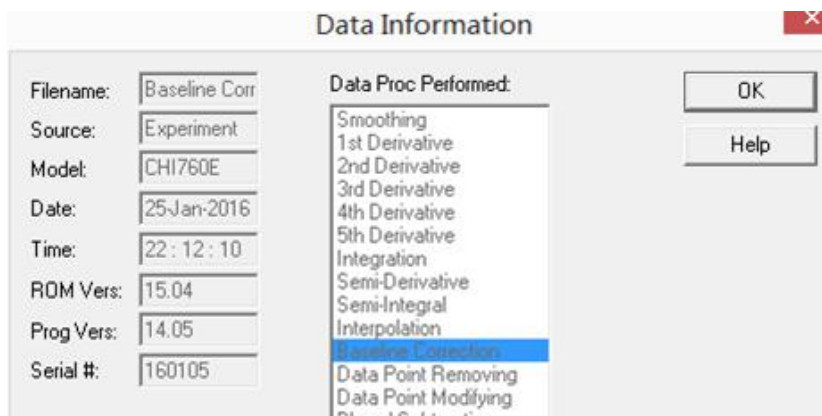 Data Information
Filename: Baseline Corr
Source: Experiment
Model: CHI760E
Date: 25-Jan-2016
Time: 22 : 12 : 10
ROM Vers: 15.04
Prog Vers: 14.05
Serial #: 160105
Data Proc Performed:
Smoothing
1st Derivative
2nd Derivative
3rd Derivative
4th Derivative
5th Derivative
Integration
Semi-Derivative
Semi-Integral
Interpolation
Baseline Correction
Data Point Removing
Data Point Modifying
OK
Help